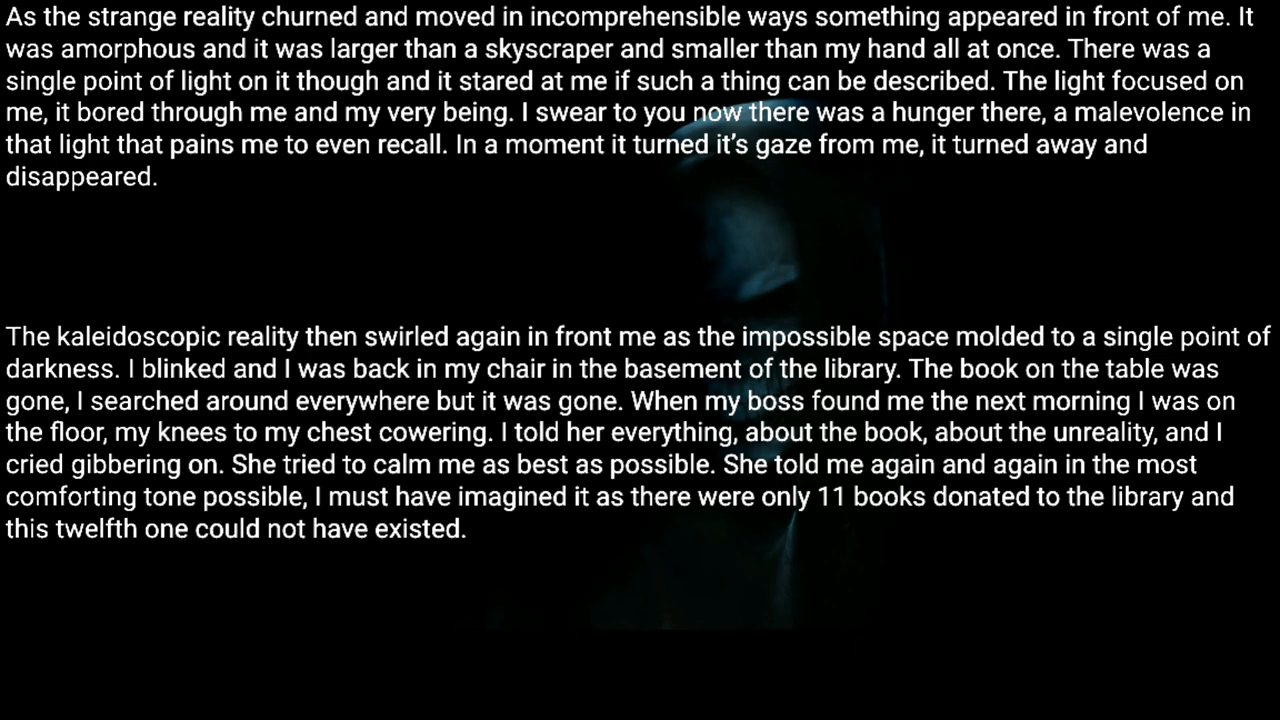 As the strange reality churned and moved in incomprehensible ways something appeared in front of me. It
was amorphous and it was larger than a skyscraper and smaller than my hand all at once. There was a
single point of light on it though and it stared at me if such a thing can be described. The light focused on
me, it bored through me and my very being. I swear to you now there was a hunger there, a malevolence in
that light that pains me to even recall. In a moment it turned it’s gaze from me, it turned away and
disappeared.
The kaleidoscopic reality then swirled again in front me as the impossible space molded to a single point of
darkness. I blinked and I was back in my chair in the basement of the library. The book on the table was
gone, I searched around everywhere but it was gone. When my boss found me the next morning I was on
the floor, my knees to my chest cowering. I told her everything, about the book, about the unreality, and I
cried gibbering on. She tried to calm me as best as possible. She told me again and again in the most
comforting tone possible, I must have imagined it as there were only 11 books donated to the library and
this twelfth one could not have existed.